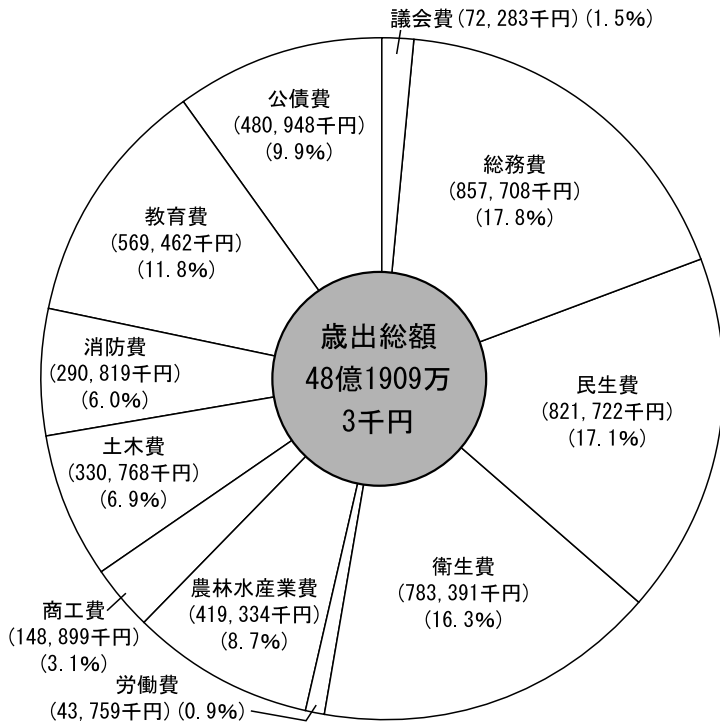 議会費(72,283千円)(1.5%)
総務費
(857,708千円)
(17.8%)
民生費
(821,722千円)
(17.1%)
衛生費
(783,391千円)
(16.3%)
労働費
(43,759千円)(0.9%)
農林水産業費
(419,334千円)
(8.7%)
商工費
(148,899千円)
(3.1%)
土木費
(330,768千円)
(6.9%)
消防費
(290,819千円)
(6.0%)
教育費
(569,462千円)
(11.8%)
公債費
(480,948千円)
(9.9%)
歳出総額
48億1909万
3千円